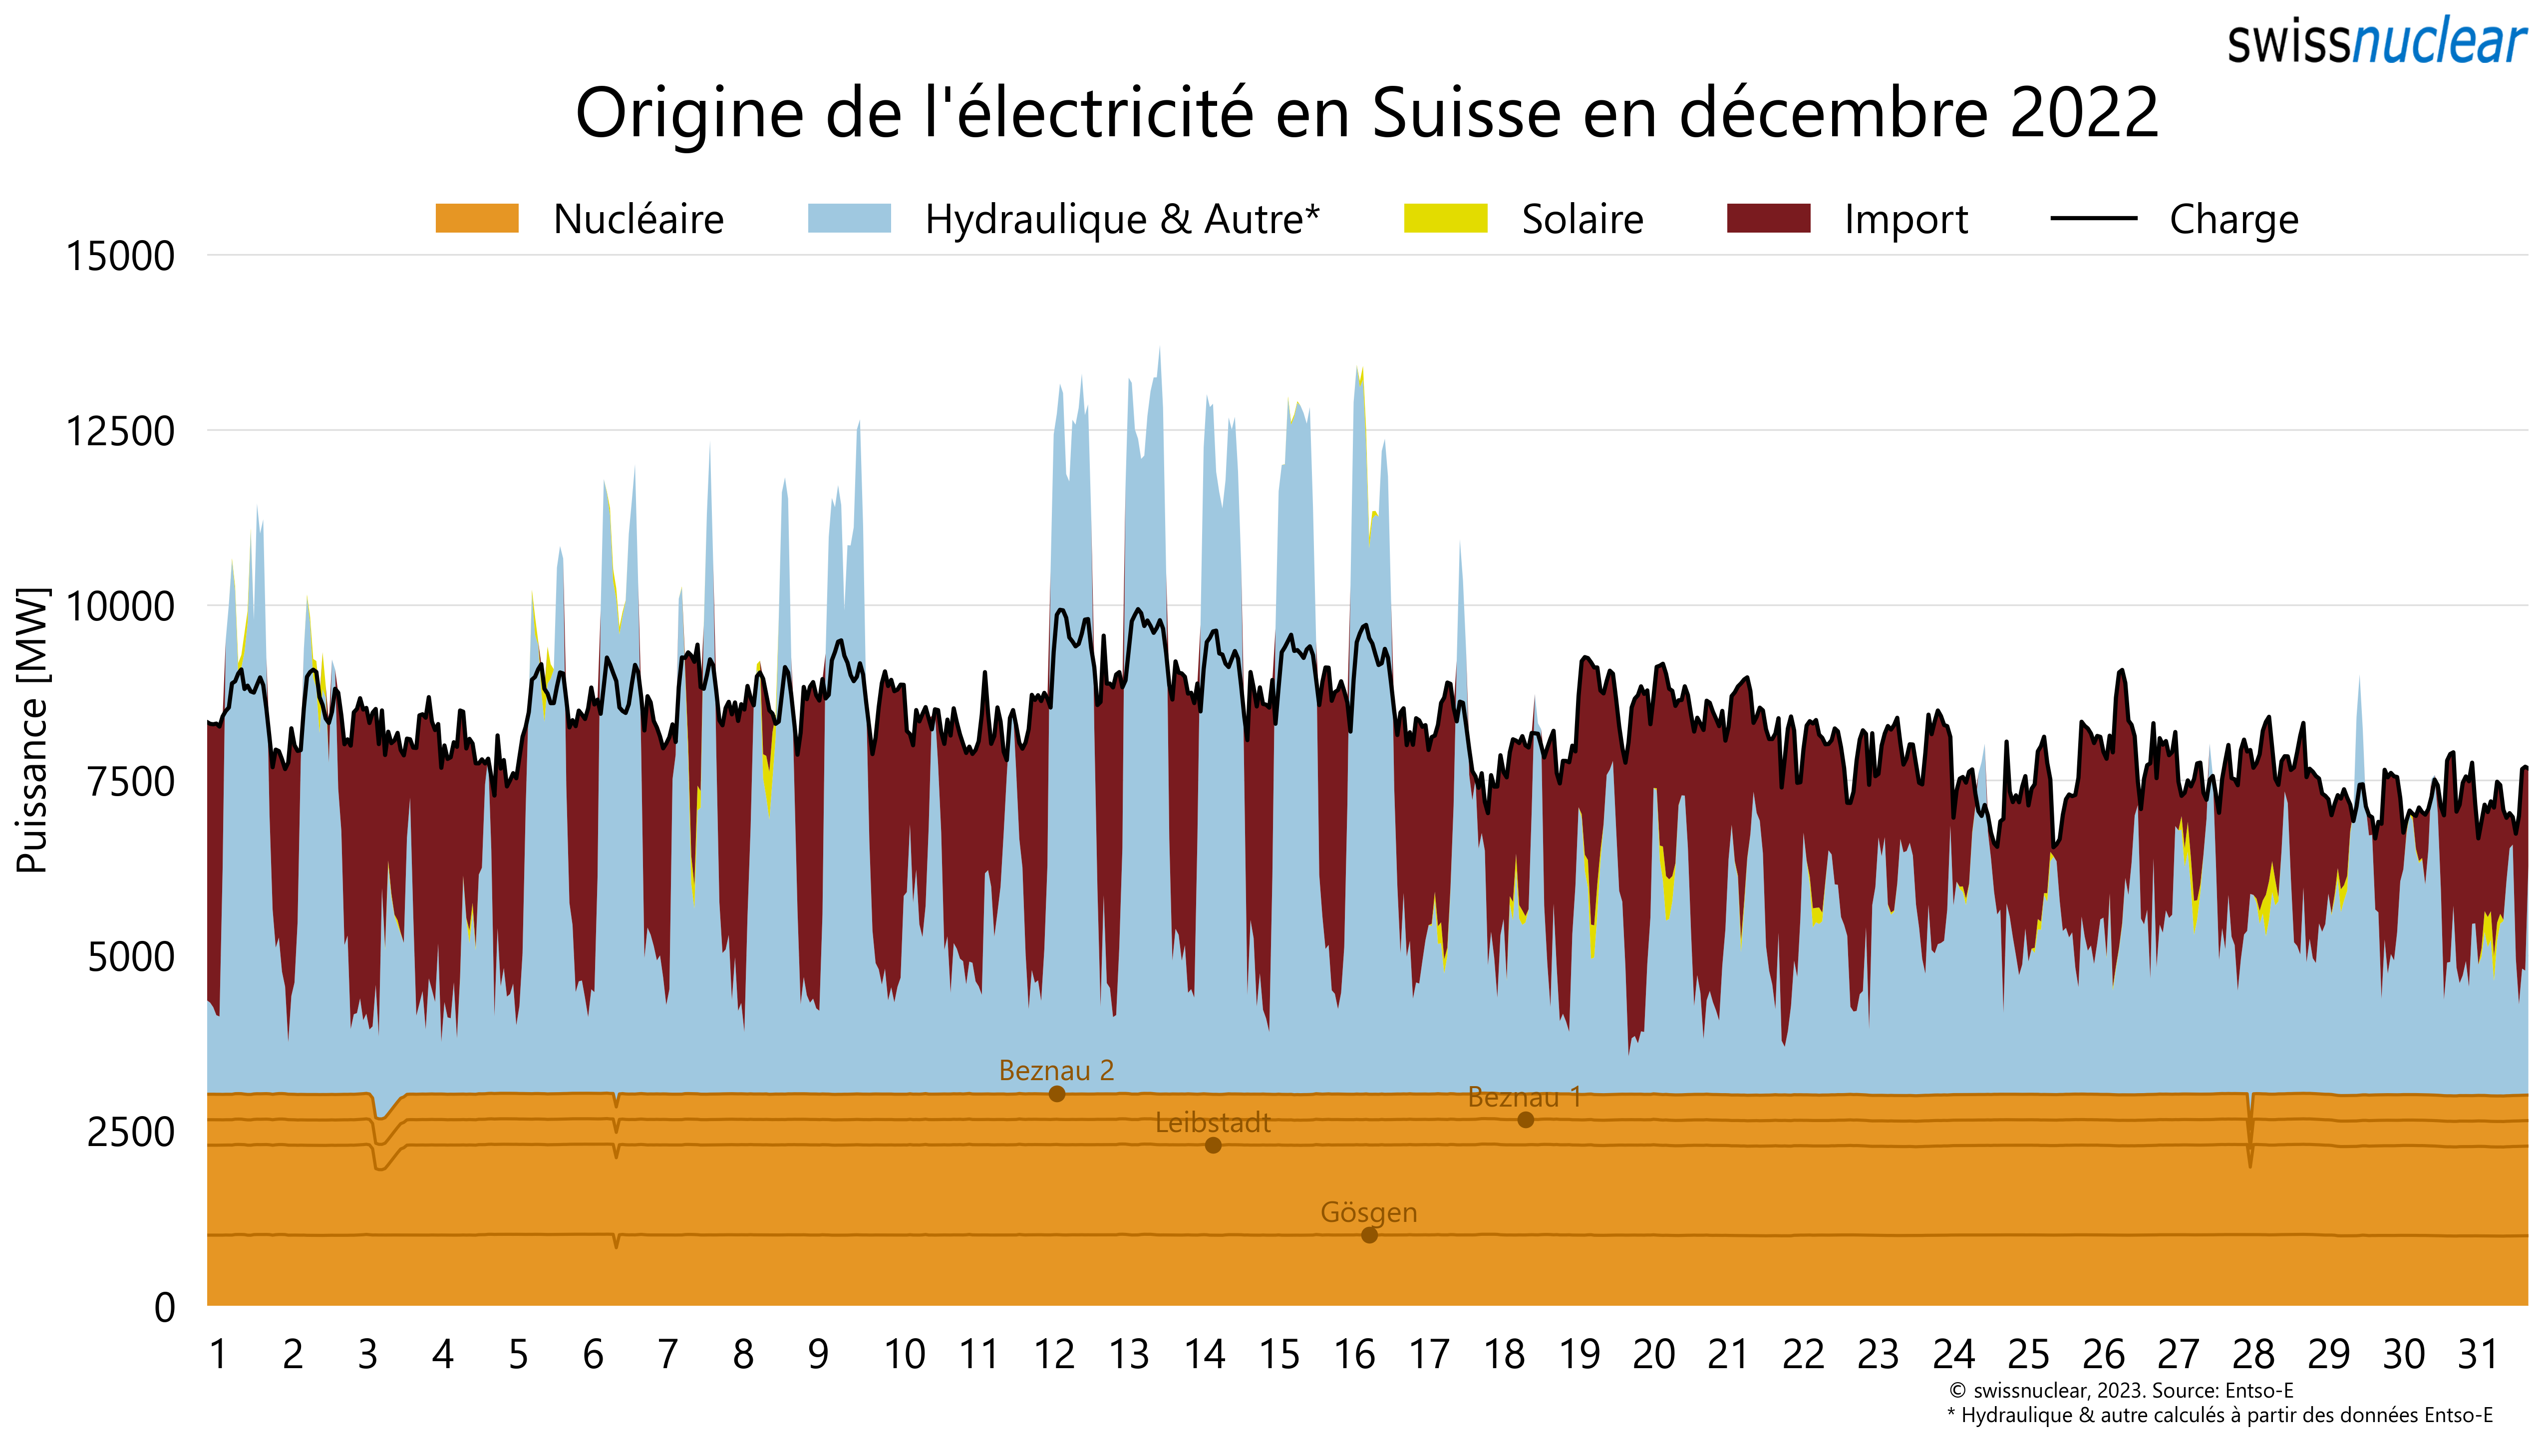 swissnuclear
Origine de l'électricité en Suisse en décembre 2022
Nucléaire Hydraulique & Autre* Solaire Import Charge
15000
12500
10000
7500
5000
2500
0
Puissance [MW]
Beznau 2
Beznau 1
Leibstadt
Gösgen
1 2 3 4 5 6 7 8 9 10 11 12 13 14 15 16 17 18 19 20 21 22 23 24 25 26 27 28 29 30 31
© swissnuclear, 2023. Source: Entso-E
* Hydraulique & autre calculés à partir des données Entso-E